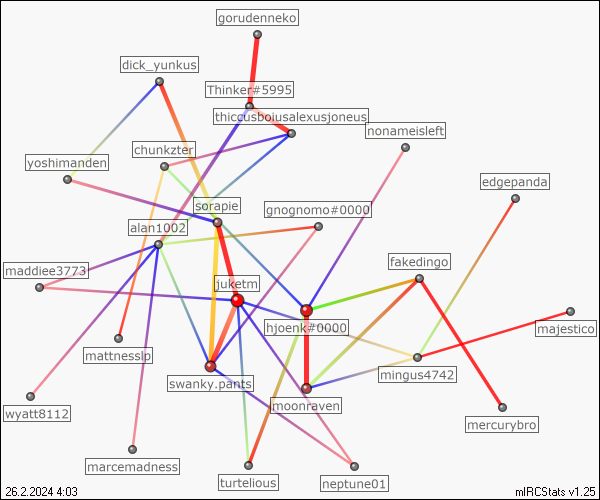 gorudenneko
dick_yunkus
Thinker#5995
thiccusboiusalexusjoneus
nonameisleft
chunkzter
yoshimanden
edgepanda
sorapie
gnognomo#0000
alan1002
fakedingo
maddiee3773
juketm
hjoenk#0000
majestico
mattnesslp
mingus4742
swanky.pants
wyatt8112
moonraven
mercurybro
marcemadness
turtelious
neptune01
26.2.2024 4:03
mIRCStats v1.25